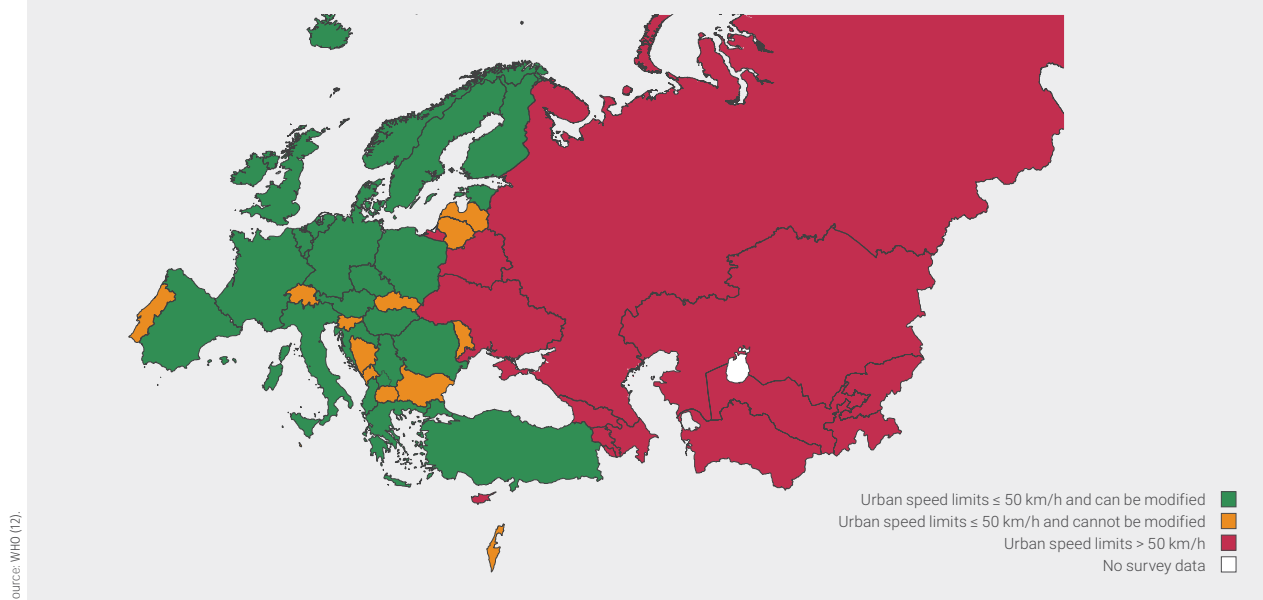 Urban speed limits ≤ 50 km/h and can be modified
Urban speed limits ≤ 50 km/h and cannot be modified
Urban speed limits > 50 km/h
No survey data
ource: WHO (12).